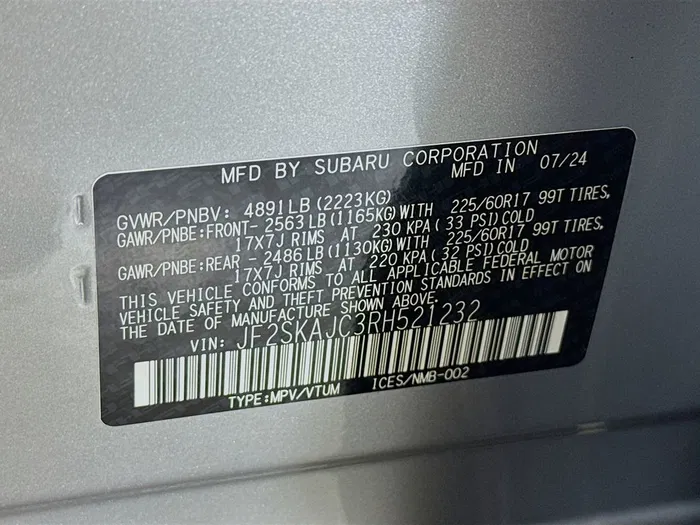 MFD BY SUBARU CORPORATION
MFD IN 07/24
GVWR/PNBV: 4891LB (2223KG)
GAWR/PNBE:FRONT- 2563LB (1165KG)WITH 225/60R17 99T TIRES,
17X7J RIMS AT 230 KPA (33 PSI)COLD
GAWR/PNBE:REAR - 2486LB (1130KG)WITH 225/60R17 99T TIRES,
17X7J RIMS AT 220 KPA (32 PSI) COLD
THIS VEHICLE CONFORMS TO ALL APPLICABLE FEDERAL MOTOR
VEHICLE SAFETY AND THEFT PREVENTION STANDARDS IN EFFECT ON
THE DATE OF MANUFACTURE SHOWN ABOVE.
VIN: JF2SKAJC3RH521232
TYPE:MPV/VTUM ICES/NMB-002